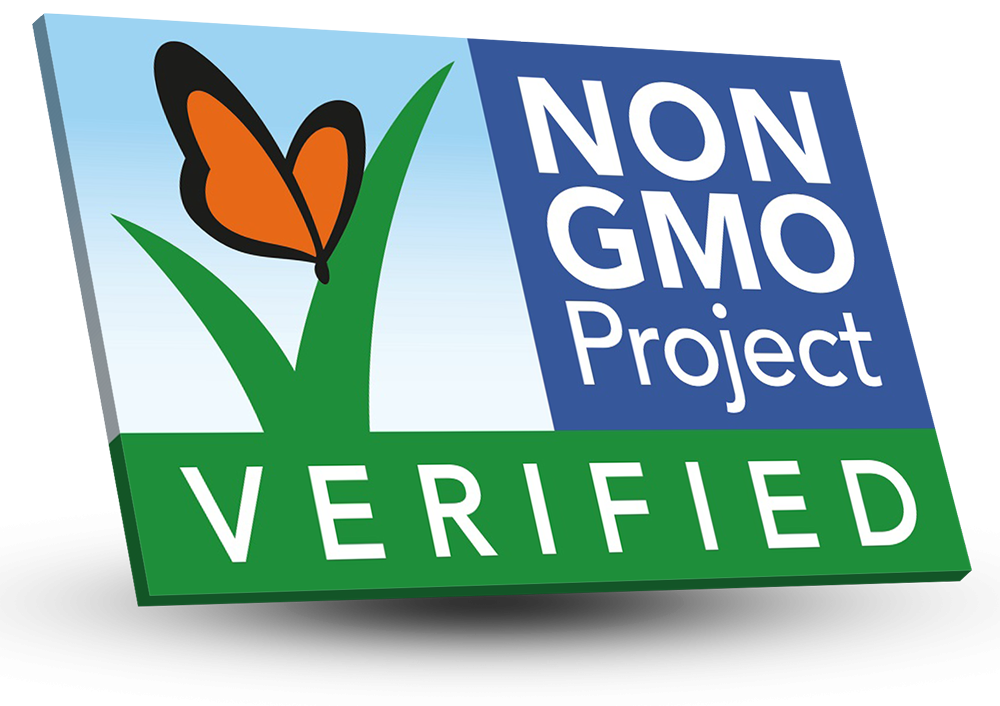 NON
GMO
Project
VERIFIED